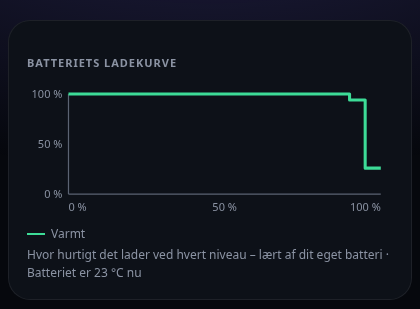 BATTERIETS LADEKURVE
100 %
50 %
0 %
0 % 50 % 100 %
Varmt
Hvor hurtigt det lader ved hvert niveau – lært af dit eget batteri ·
Batteriet er 23 °C nu